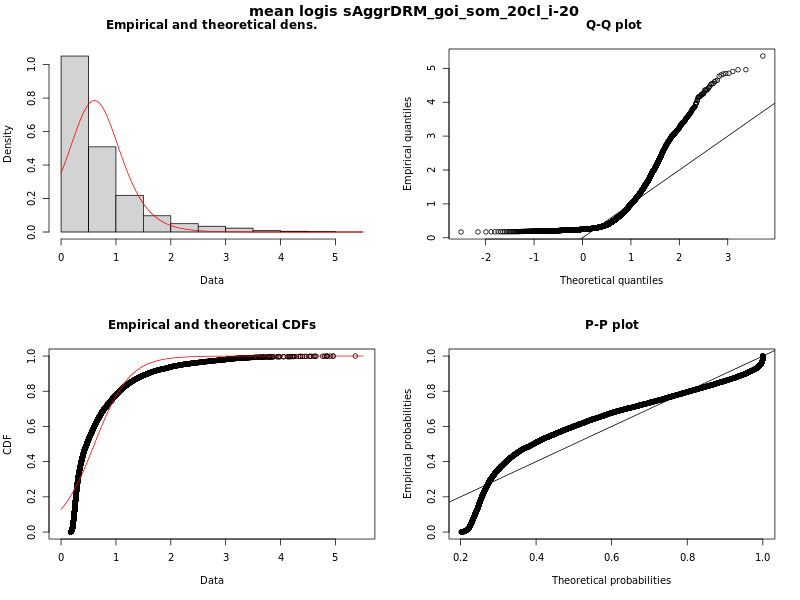 mean logis sAggrDRM_goi_som_20cl_i-20
Empirical and theoretical dens.
Density
0.0 0.2 0.4 0.6 0.8 1.0
0 1 2 3 4 5
Data
Q-Q plot
Empirical quantiles
0 1 2 3 4 5
-2 -1 0 1 2 3
Theoretical quantiles
Empirical and theoretical CDFs
CDF
0.0 0.2 0.4 0.6 0.8 1.0
0 1 2 3 4 5
Data
P-P plot
Empirical probabilities
0.0 0.2 0.4 0.6 0.8 1.0
0.2 0.4 0.6 0.8 1.0
Theoretical probabilities